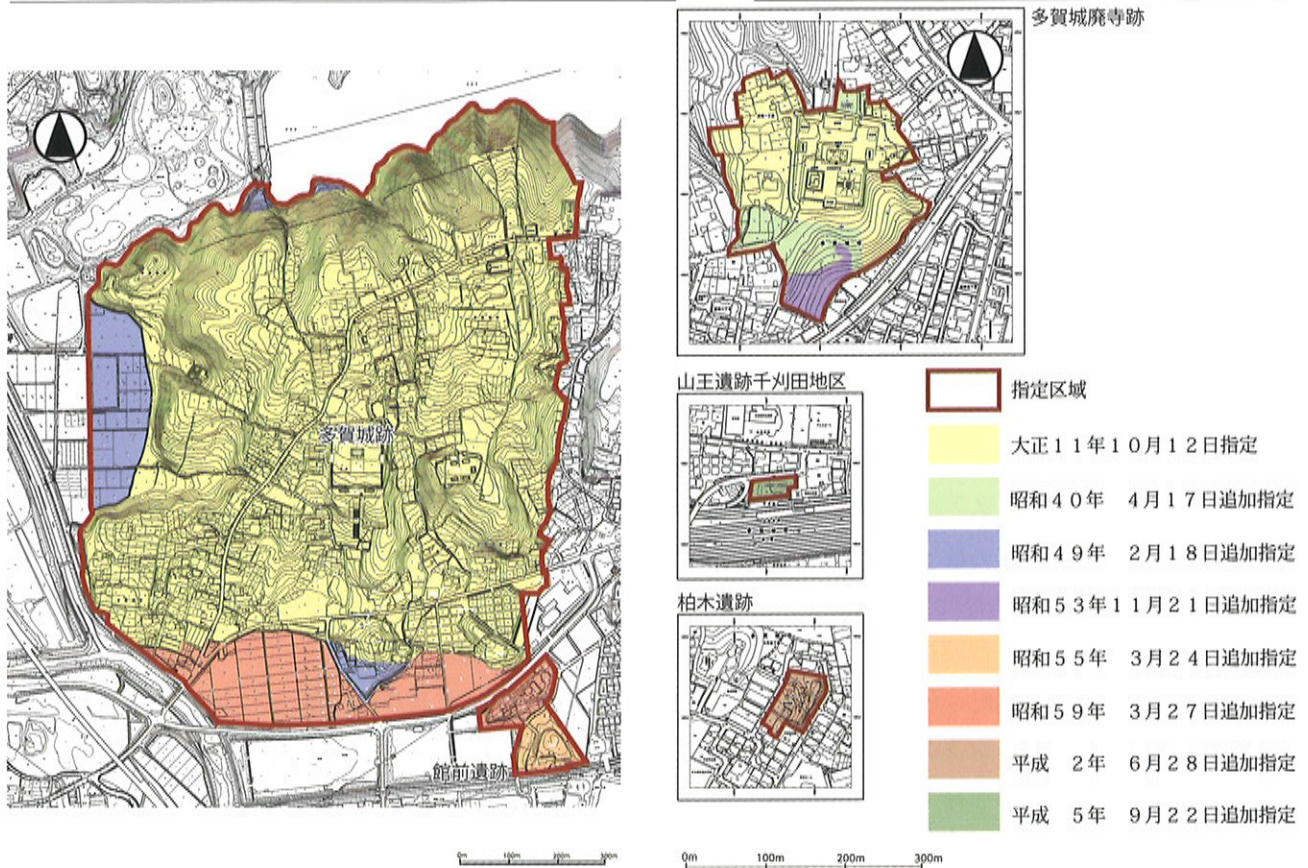 多賀城跡
館前遺跡
0m 100m 200m 300m
多賀城廃寺跡
山王遺跡千刈田地区
柏木遺跡
指定区域
大正11年10月12日指定
昭和40年 4月17日追加指定
昭和49年 2月18日追加指定
昭和53年11月21日追加指定
昭和55年 3月24日追加指定
昭和59年 3月27日追加指定
平成 2年 6月28日追加指定
平成 5年 9月22日追加指定
0m 100m 200m 300m